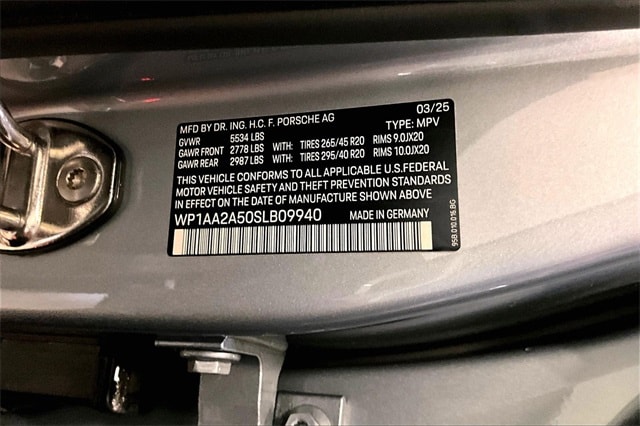 MFD BY DR. ING. H.C. F. PORSCHE AG 03/25
GVWR 5534 LBS TYPE: MPV
GAWR FRONT 2778 LBS WITH: TIRES 265/45 R20 RIMS 9.0JX20
GAWR REAR 2987 LBS WITH: TIRES 295/40 R20 RIMS 10.0JX20
THIS VEHICLE CONFORMS TO ALL APPLICABLE U.S.FEDERAL
MOTOR VEHICLE SAFETY AND THEFT PREVENTION STANDARDS
IN EFFECT ON THE DATE OF MANUFACTURE SHOWN ABOVE
WP1AA2A50SLB09940 MADE IN GERMANY
95B.010.016.BG